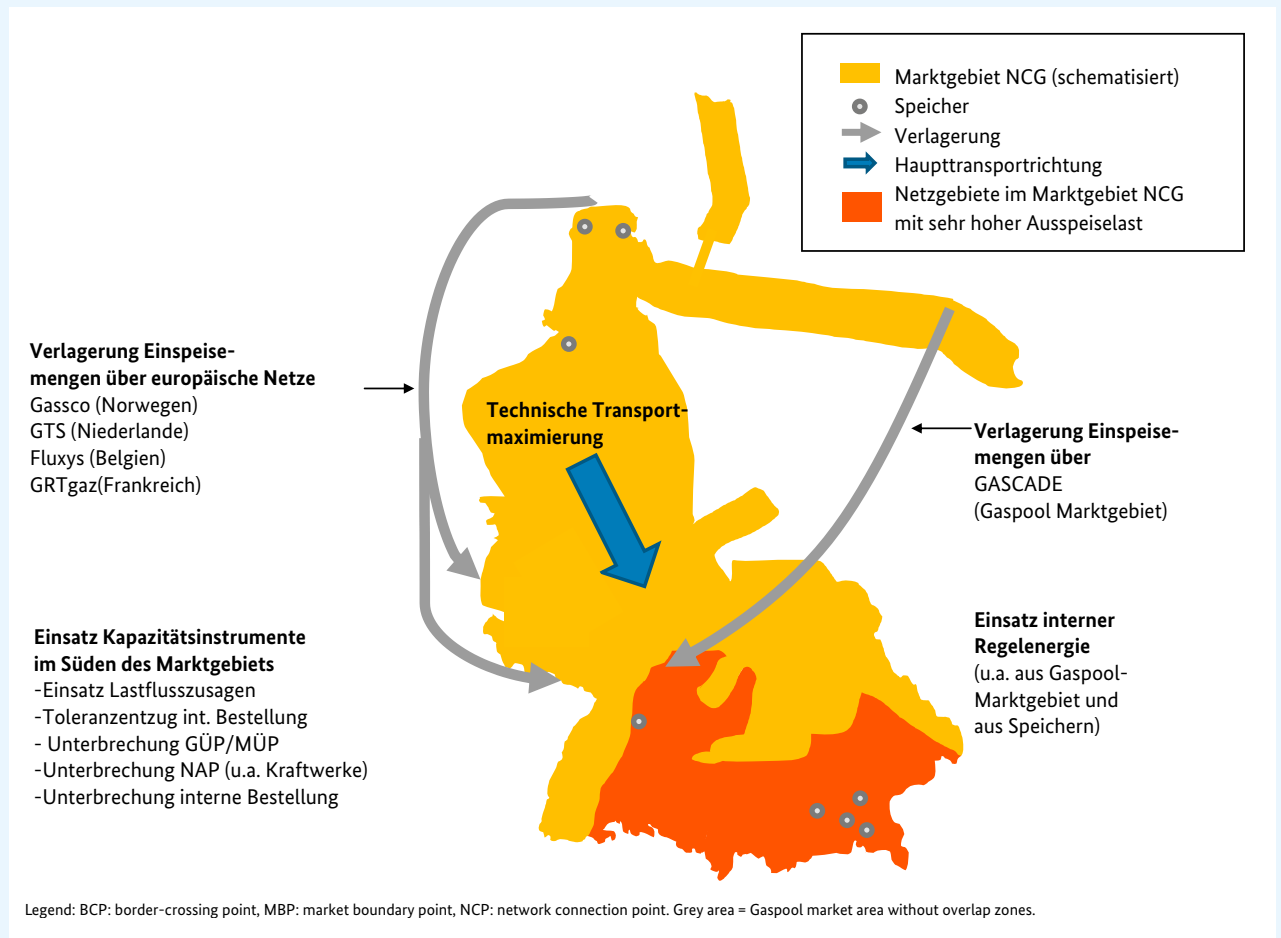 Marktgebiet NCG (schematisiert)
Speicher
Verlagerung
Haupttransportrichtung
Netzgebiete im Marktgebiet NCG
mit sehr hoher Ausspeiselast
Verlagerung Einspeise-
mengen über europäische Netze
Gassco (Norwegen)
GTS (Niederlande)
Fluxys (Belgien)
GRTgaz(Frankreich)
Technische Transport-
maximierung
Verlagerung Einspeise-
mengen über
GASCADE
(Gaspool Marktgebiet)
Einsatz Kapazitätsinstrumente
im Süden des Marktgebiets
-Einsatz Lastflusszusagen
-Toleranzentzug int. Bestellung
- Unterbrechung GÜP/MÜP
-Unterbrechung NAP (u.a. Kraftwerke)
-Unterbrechung interne Bestellung
Einsatz interner
Regelenergie
(u.a. aus Gaspool-
Marktgebiet und
aus Speichern)
Legend: BCP: border-crossing point, MBP: market boundary point, NCP: network connection point. Grey area = Gaspool market area without overlap zones.